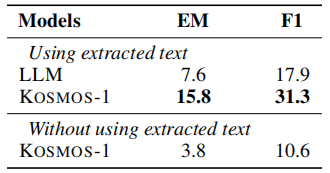 Models EM F1
Using extracted text
LLM 7.6 17.9
KOSMOS-1 15.8 31.3
Without using extracted text
KOSMOS-1 3.8 10.6